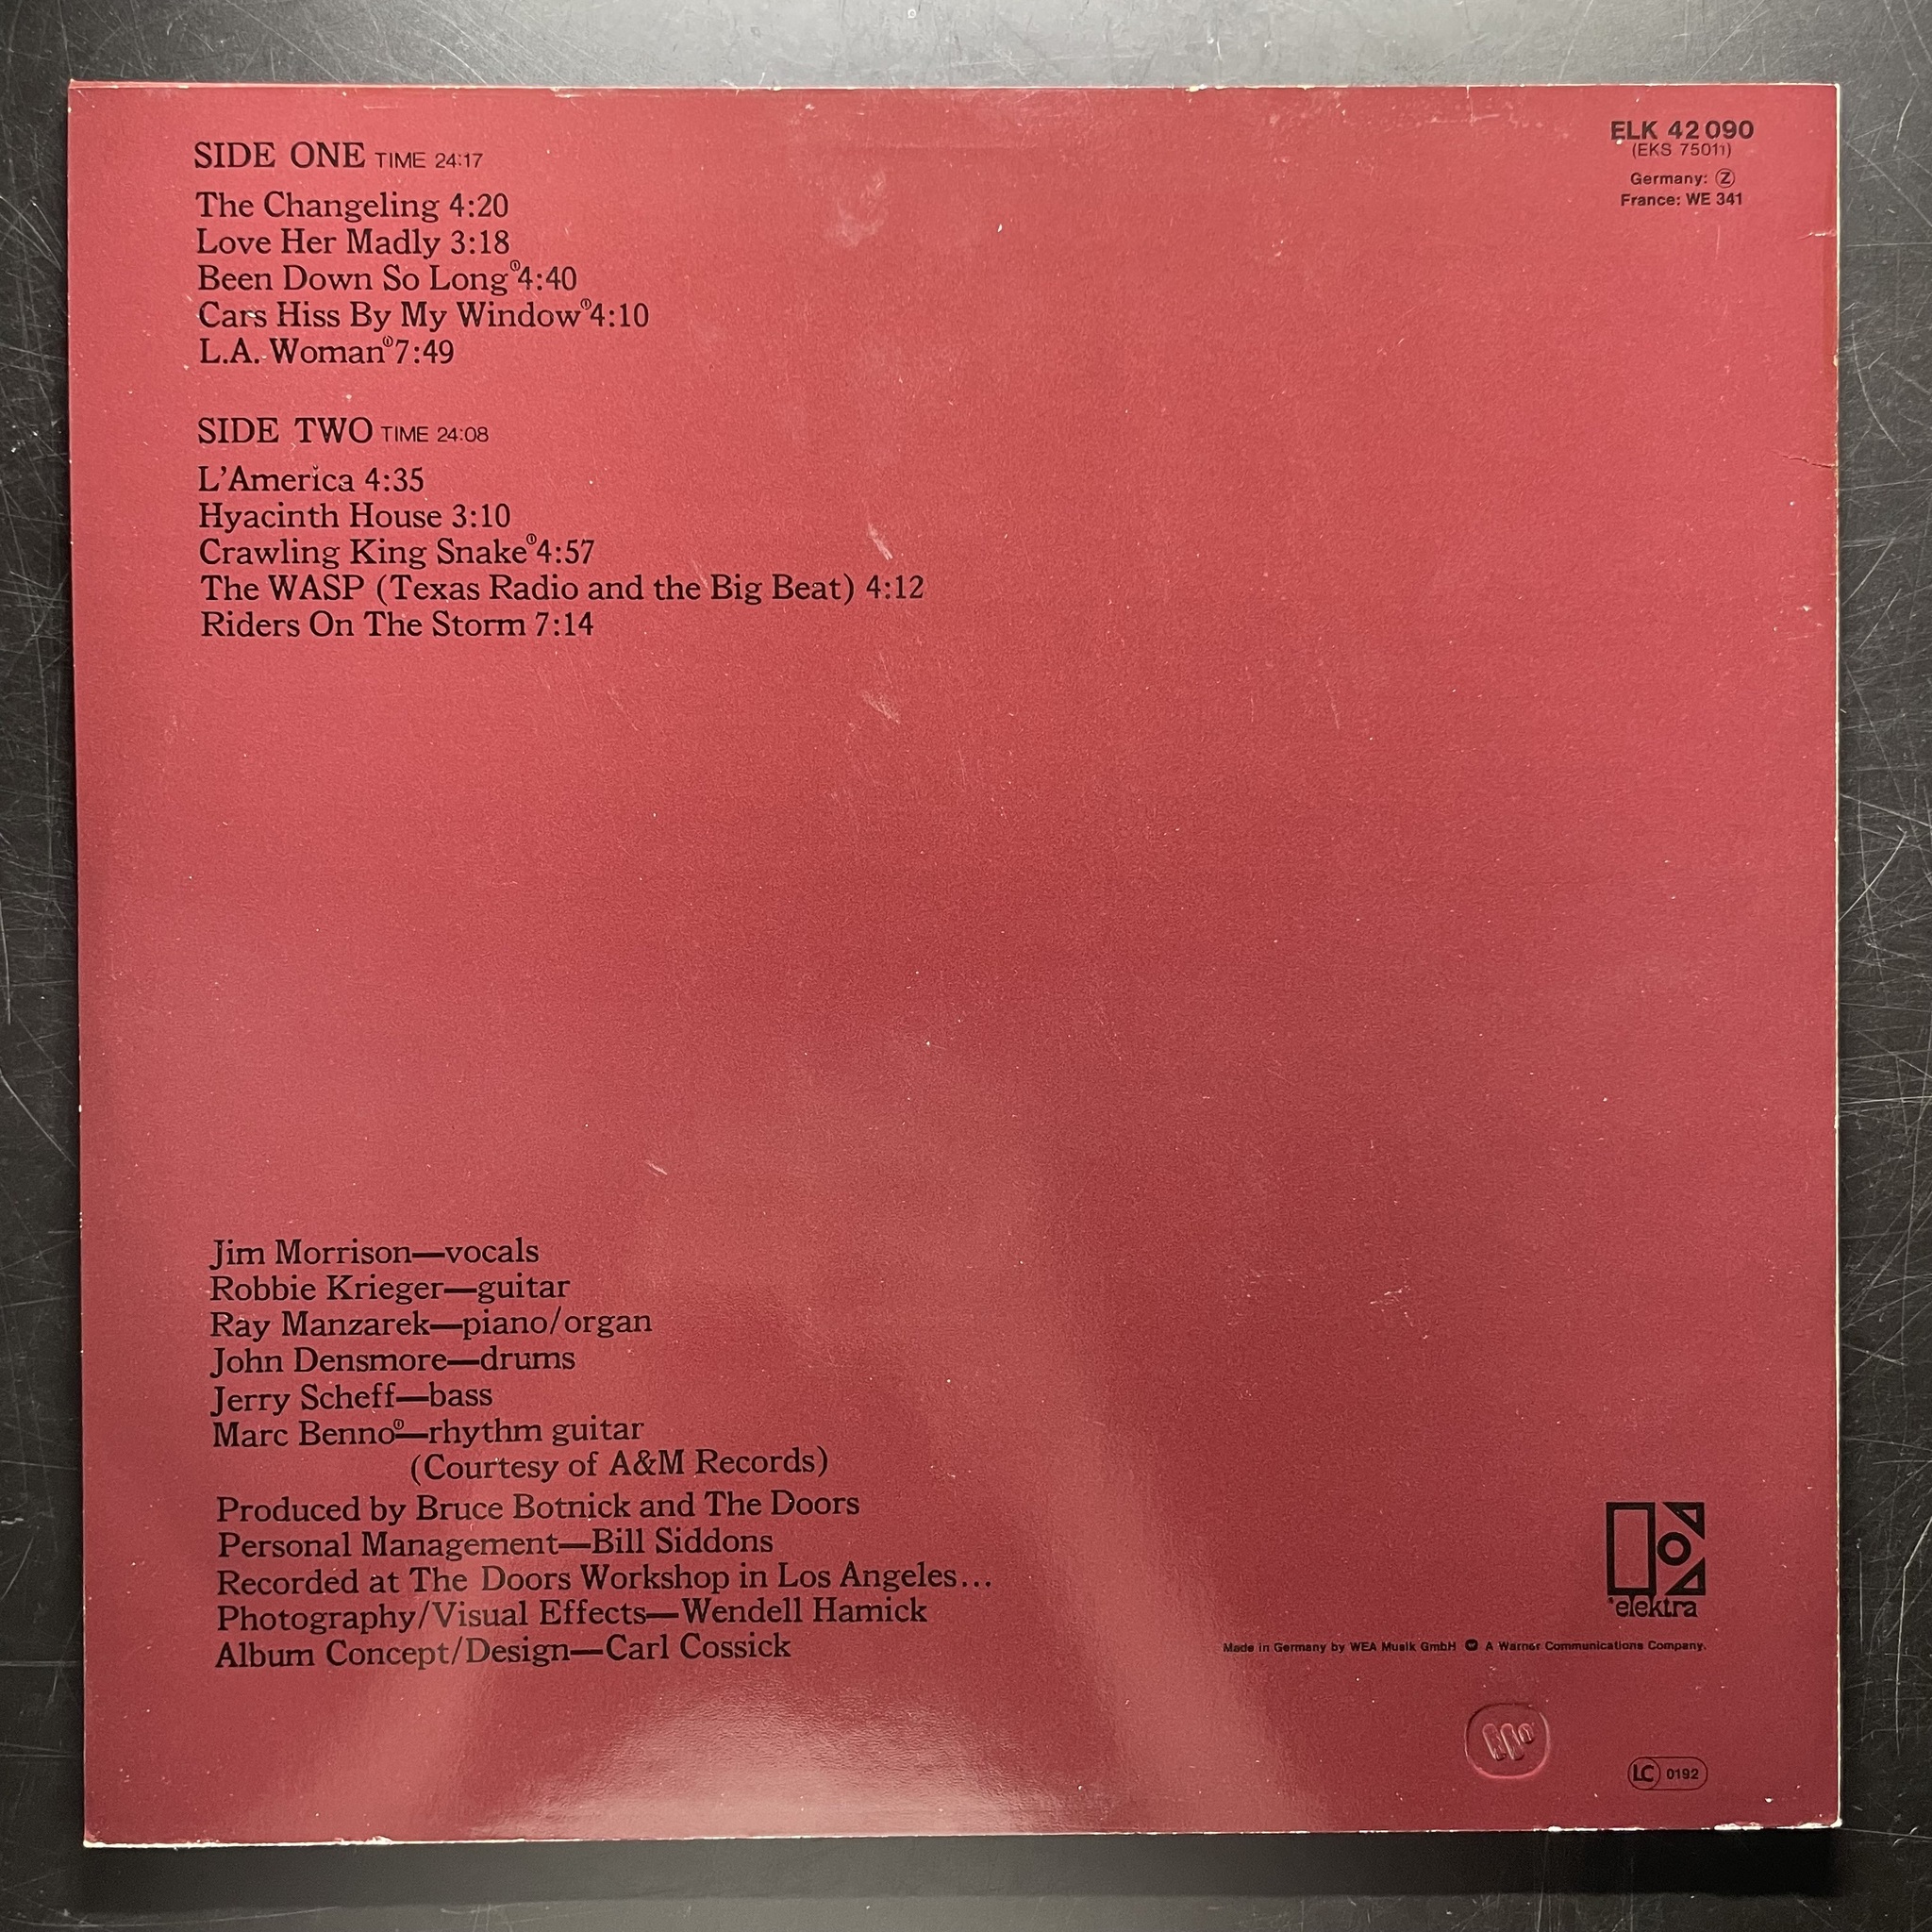 SIDE ONE TIME 24:17
The Changeling 4:20
Love Her Madly 3:18
Been Down So Long① 4:40
Cars Hiss By My Window① 4:10
L.A. Woman① 7:49
SIDE TWO TIME 24:08
L'America 4:35
Hyacinth House 3:10
Crawling King Snake① 4:57
The WASP (Texas Radio and the Big Beat) 4:12
Riders On The Storm 7:14
ELK 42 090
(EKS 75011)
Germany: Ⓩ
France: WE 341
Jim Morrison—vocals
Robbie Krieger—guitar
Ray Manzarek—piano/organ
John Densmore—drums
Jerry Scheff—bass
Marc Benno①—rhythm guitar
(Courtesy of A&M Records)
Produced by Bruce Botnick and The Doors
Personal Management—Bill Siddons
Recorded at The Doors Workshop in Los Angeles...
Photography/Visual Effects—Wendell Hamick
Album Concept/Design—Carl Cossick
elektra
Made in Germany by WEA Musik GmbH A Warner Communications Company.
LC 0192